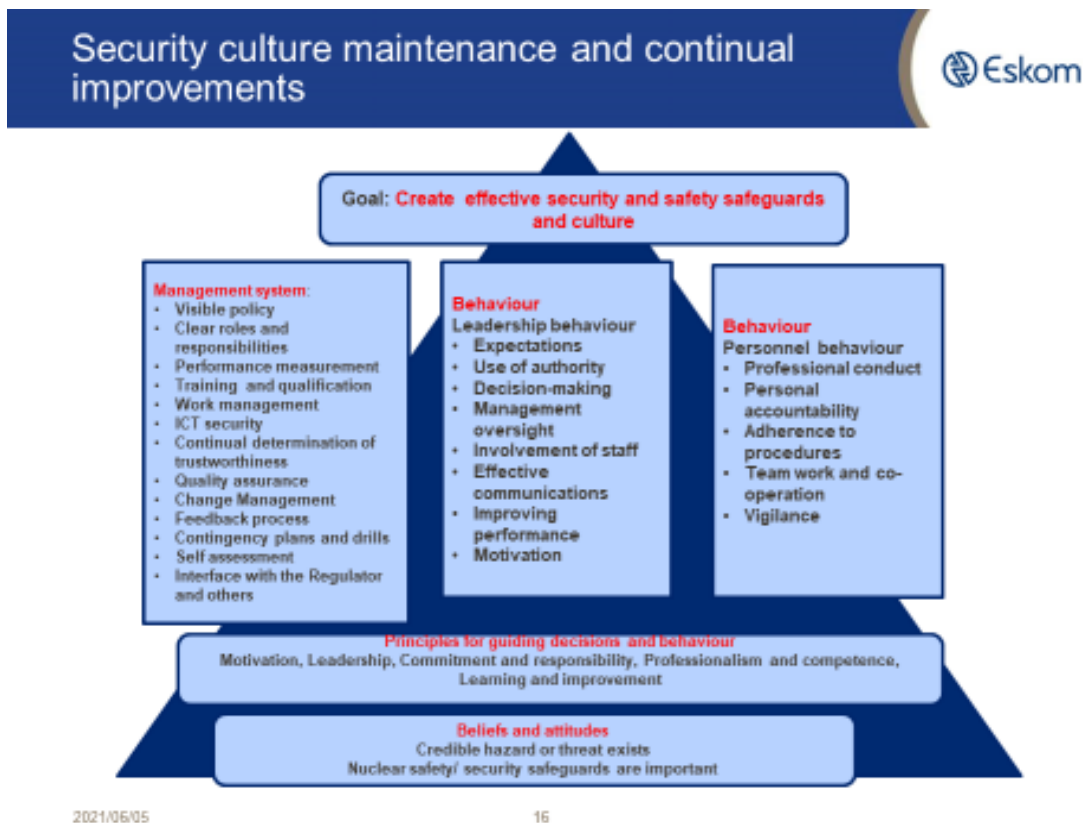 Security culture maintenance and continual
improvements
Eskom
Goal: Create effective security and safety safeguards
and culture
Management system:
• Visible policy
• Clear roles and
responsibilities
• Performance measurement
• Training and qualification
• Work management
• ICT security
• Continual determination of
trustworthiness
• Quality assurance
• Change Management
• Feedback process
• Contingency plans and drills
• Self assessment
• Interface with the Regulator
and others
Behaviour
Leadership behaviour
• Expectations
• Use of authority
• Decision-making
• Management
oversight
• Involvement of staff
• Effective
communications
• Improving
performance
• Motivation
Behaviour
Personnel behaviour
• Professional conduct
• Personal
accountability
• Adherence to
procedures
• Team work and co-
operation
• Vigilance
Principles for guiding decisions and behaviour
Motivation, Leadership, Commitment and responsibility, Professionalism and competence,
Learning and improvement
Beliefs and attitudes
Credible hazard or threat exists
Nuclear safety/ security safeguards are important
2021/06/05
16